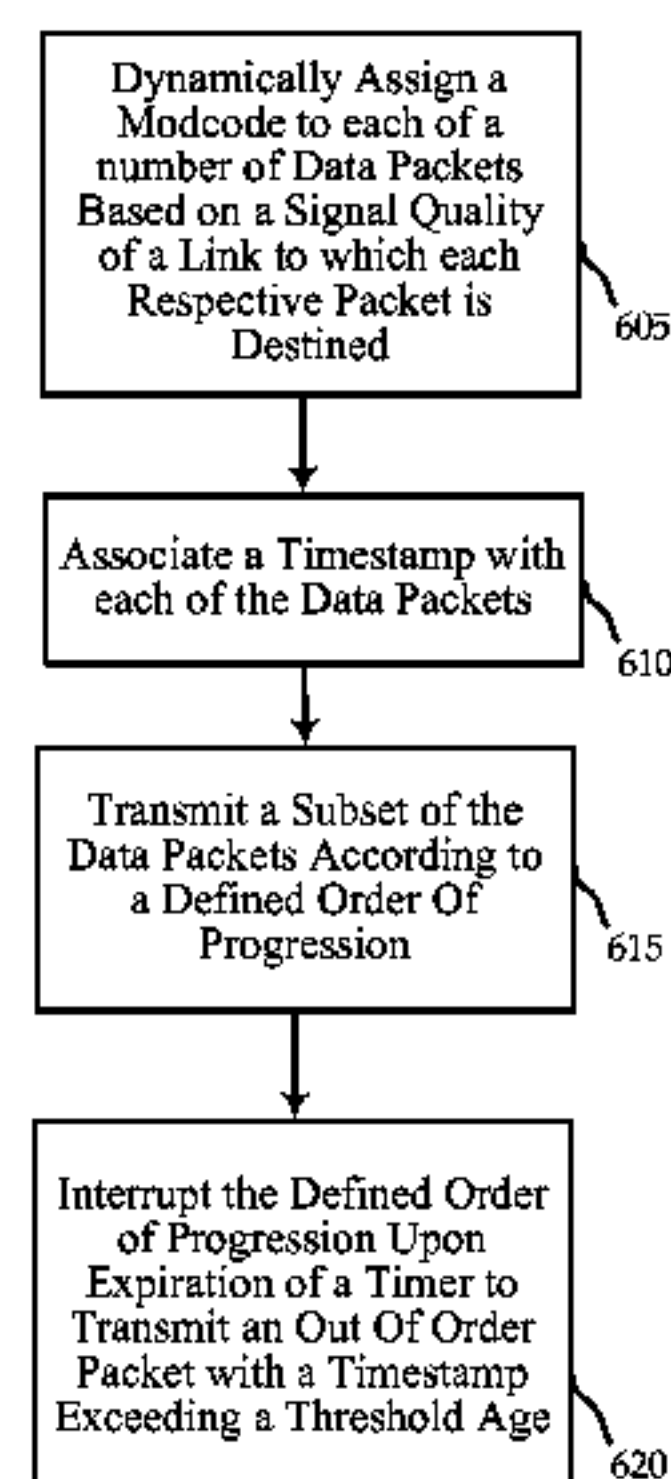 Dynamically Assign a
Modcode to each of a
number of Data Packets
Based on a Signal Quality
of a Link to which each
Respective Packet is
Destined
605
Associate a Timestamp with
each of the Data Packets
610
Transmit a Subset of the
Data Packets According to
a Defined Order Of
Progression
615
Interrupt the Defined Order
of Progression Upon
Expiration of a Timer to
Transmit an Out Of Order
Packet with a Timestamp
Exceeding a Threshold Age
620